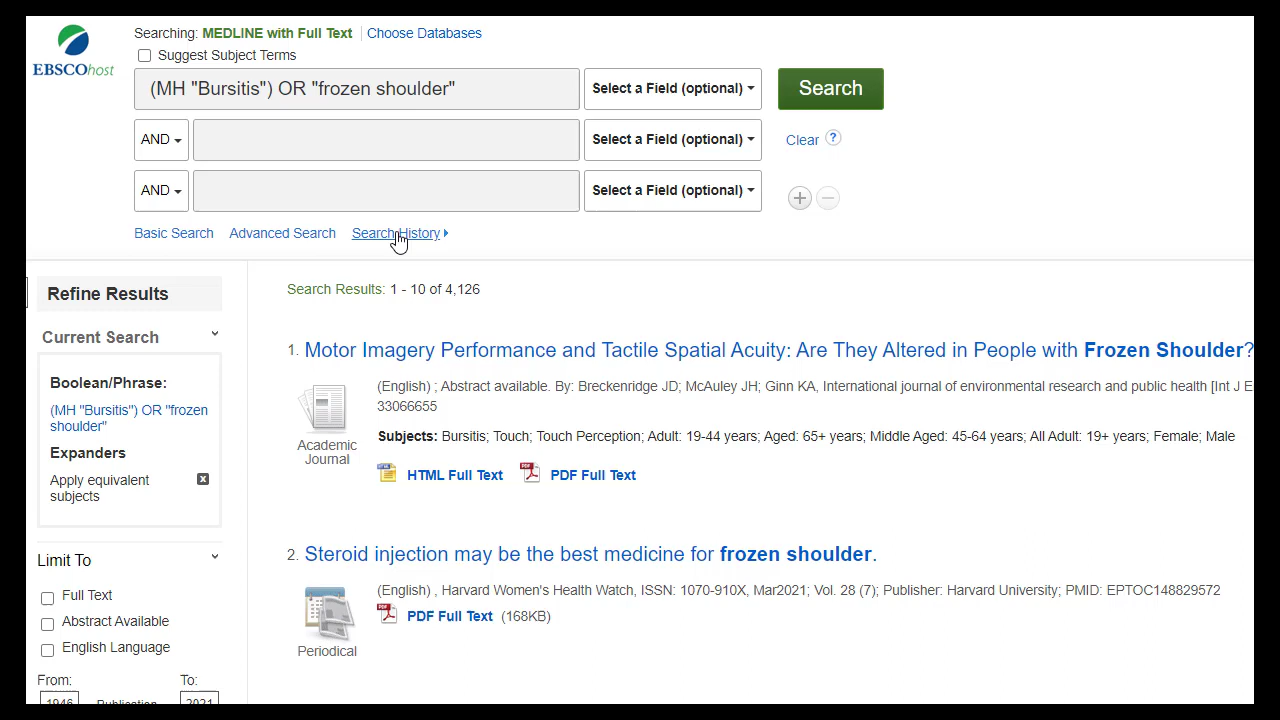 EBSCOhost
Searching: MEDLINE with Full Text Choose Databases
Suggest Subject Terms
(MH "Bursitis") OR "frozen shoulder" Select a Field (optional) Search
AND Select a Field (optional) Clear ?
AND Select a Field (optional)
Basic Search Advanced Search Search History
Refine Results
Current Search
Boolean/Phrase:
(MH "Bursitis") OR "frozen
shoulder"
Expanders
Apply equivalent
subjects
Limit To
Full Text
Abstract Available
English Language
From: To:
1946 Publication 2021
Search Results: 1 - 10 of 4,126
1. Motor Imagery Performance and Tactile Spatial Acuity: Are They Altered in People with Frozen Shoulder?
(English) ; Abstract available. By: Breckenridge JD; McAuley JH; Ginn KA, International journal of environmental research and public health [Int J E
33066655
Subjects: Bursitis; Touch; Touch Perception; Adult: 19-44 years; Aged: 65+ years; Middle Aged: 45-64 years; All Adult: 19+ years; Female; Male
Academic
Journal
HTML Full Text PDF PDF Full Text
2. Steroid injection may be the best medicine for frozen shoulder.
(English) , Harvard Women's Health Watch, ISSN: 1070-910X, Mar2021; Vol. 28 (7); Publisher: Harvard University; PMID: EPTOC148829572
PDF PDF Full Text (168KB)
Periodical